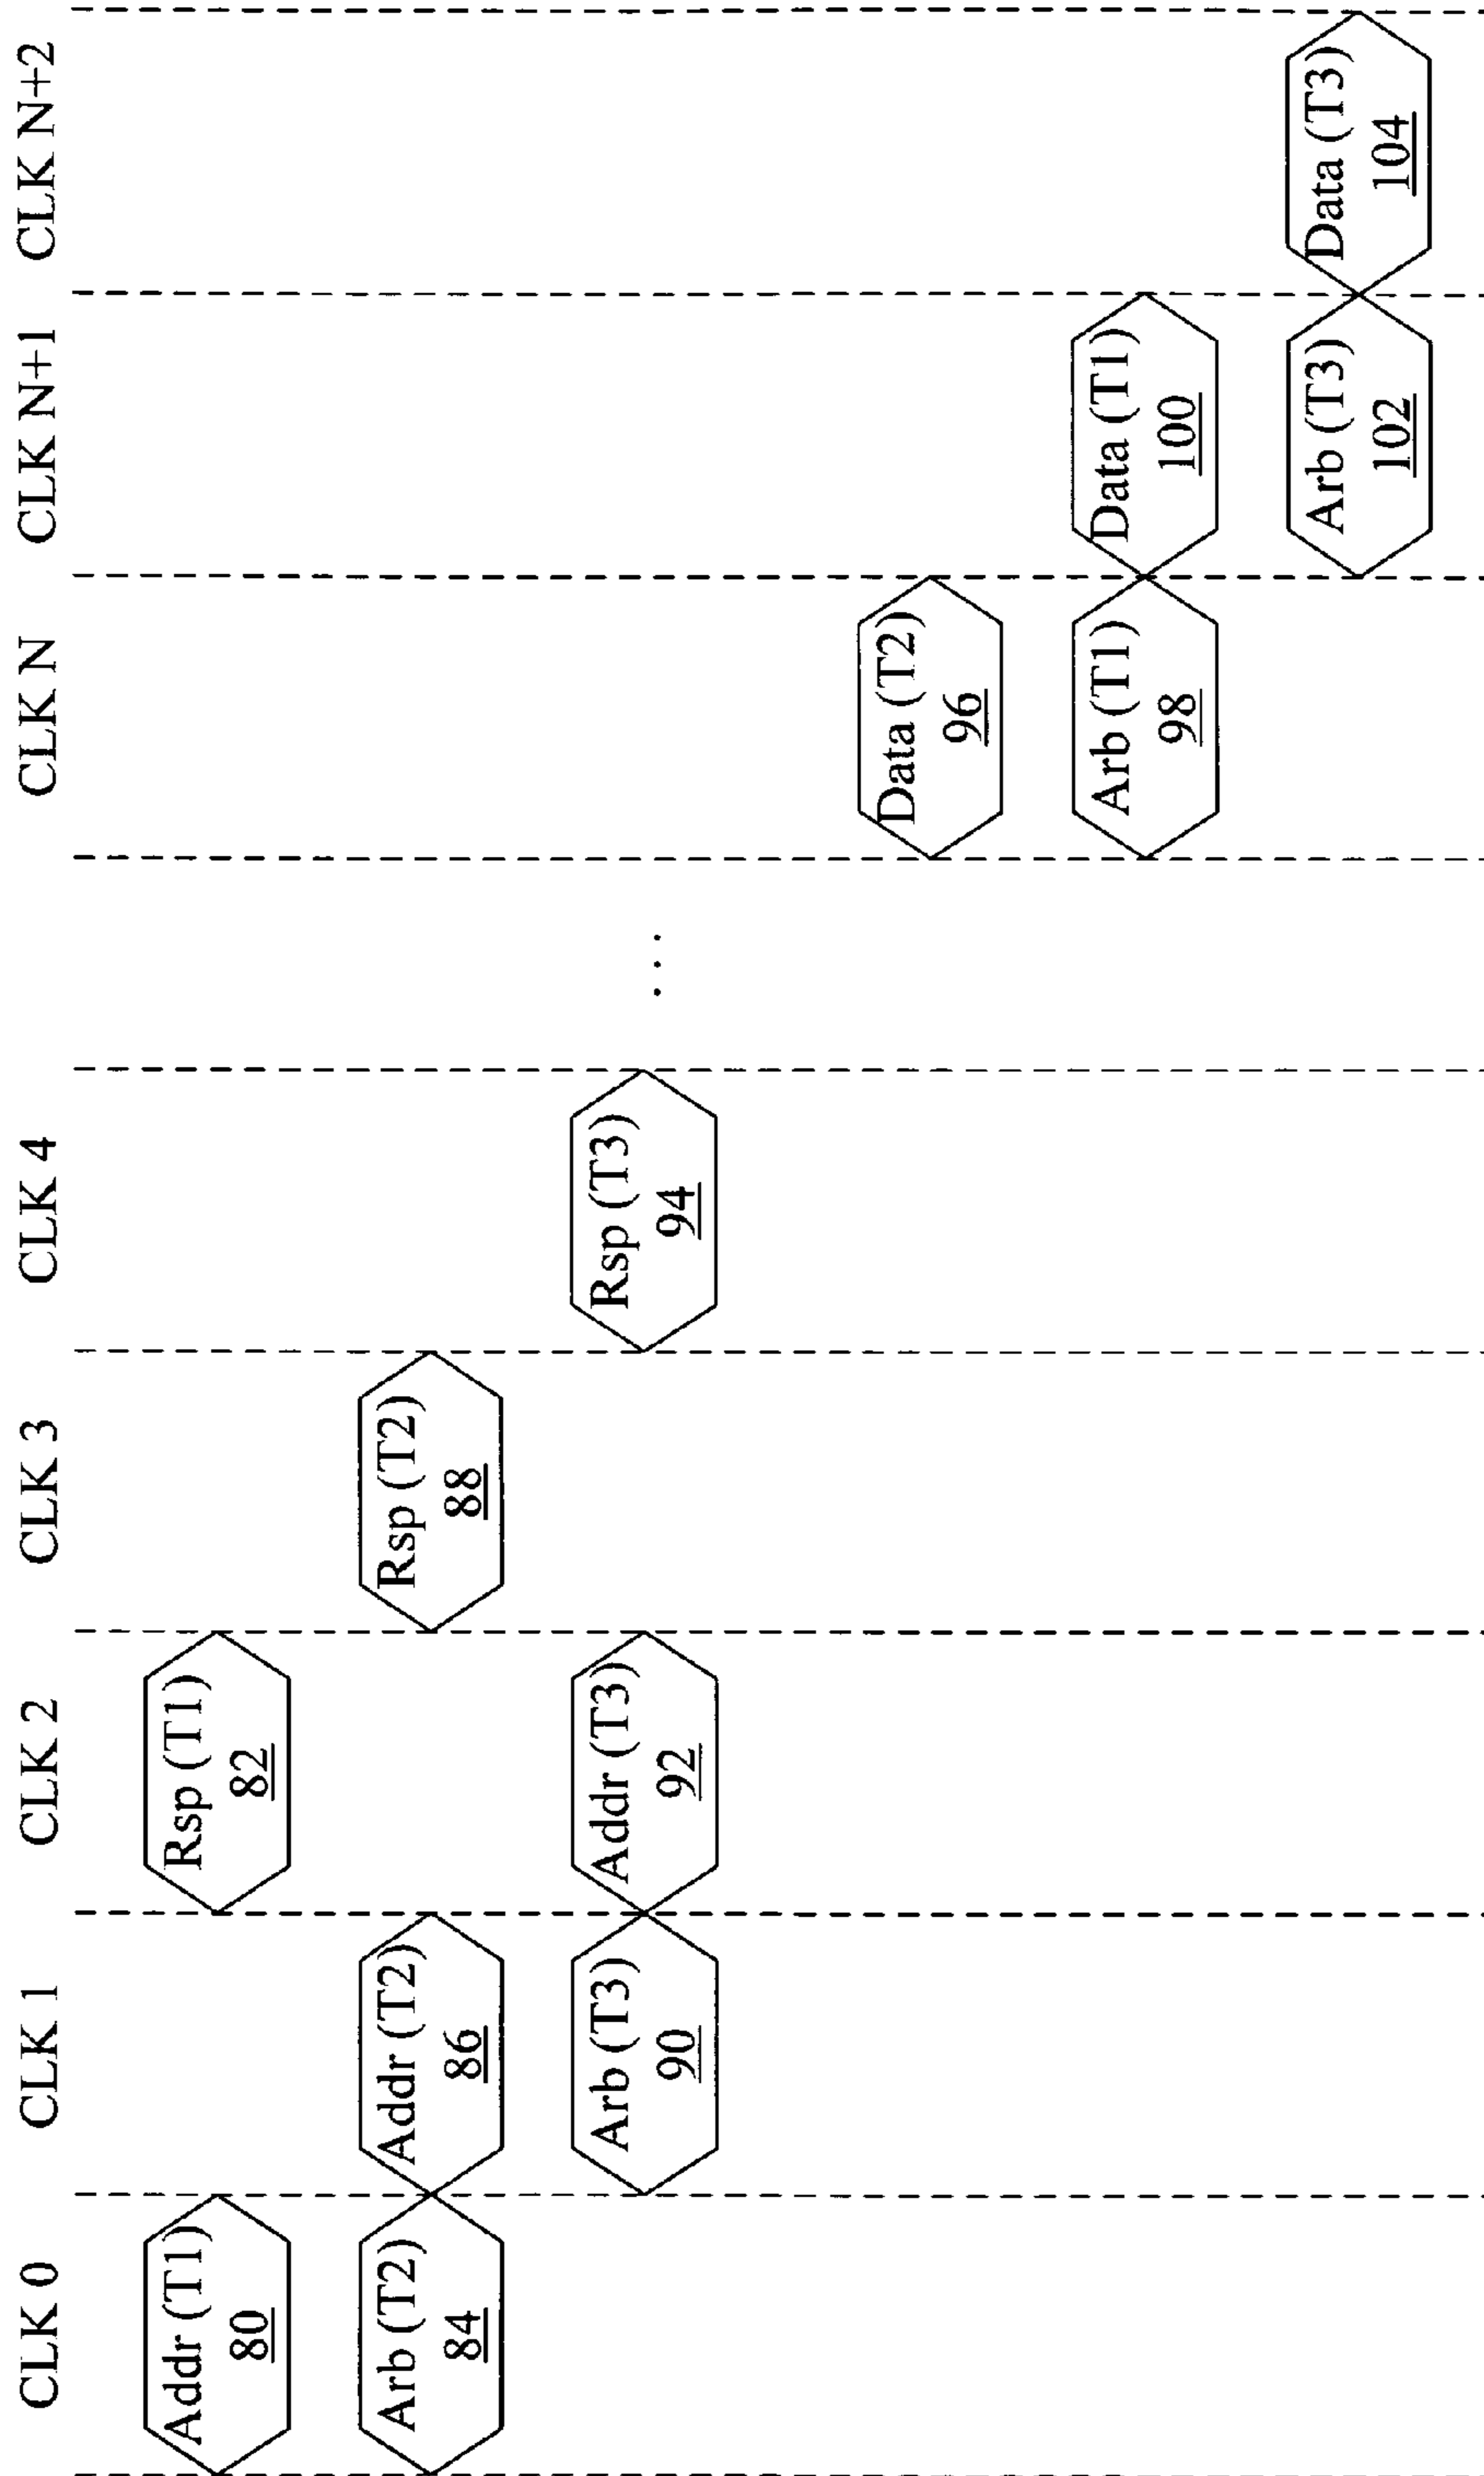 CLK 0
CLK 1
CLK 2
CLK 3
CLK 4
CLK N
CLK N+1
CLK N+2
Addr (T1)
80
Rsp (T1)
82
Arb (T2)
84
Addr (T2)
86
Rsp (T2)
88
Arb (T3)
90
Addr (T3)
92
Rsp (T3)
94
...
Data (T2)
96
Arb (T1)
98
Data (T1)
100
Arb (T3)
102
Data (T3)
104